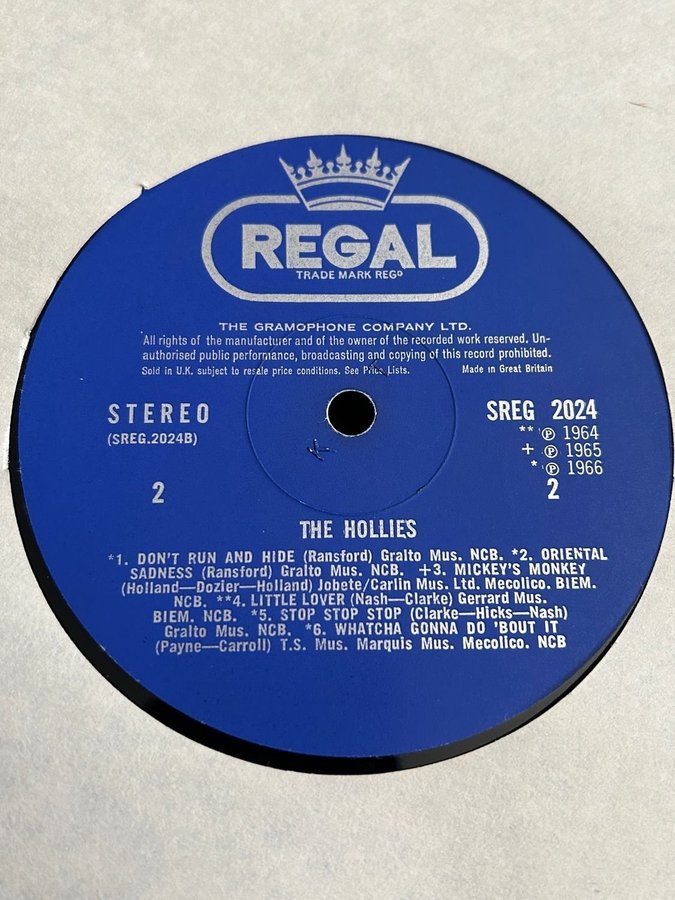 REGAL
TRADE MARK REGD
THE GRAMOPHONE COMPANY LTD.
All rights of the manufacturer and of the owner of the recorded work reserved. Un-
authorised public performance, broadcasting and copying of this record prohibited.
Sold in U.K. subject to resale price conditions. See Price Lists. Made in Great Britain
STEREO SREG 2024
(SREG.2024B) ** ℗ 1964
+ ℗ 1965
* ℗ 1966
2 2
THE HOLLIES
*1. DON'T RUN AND HIDE (Ransford) Gralto Mus. NCB. *2. ORIENTAL
SADNESS (Ransford) Gralto Mus. NCB. +3. MICKEY'S MONKEY
(Holland—Dozier—Holland) Jobete/Carlin Mus. Ltd. Mecolico. BIEM.
NCB. **4. LITTLE LOVER (Nash—Clarke) Gerrard Mus.
BIEM. NCB. *5. STOP STOP STOP (Clarke—Hicks—Nash)
Gralto Mus. NCB. *6. WHATCHA GONNA DO 'BOUT IT
(Payne—Carroll) T.S. Mus. Marquis Mus. Mecolico. NCB